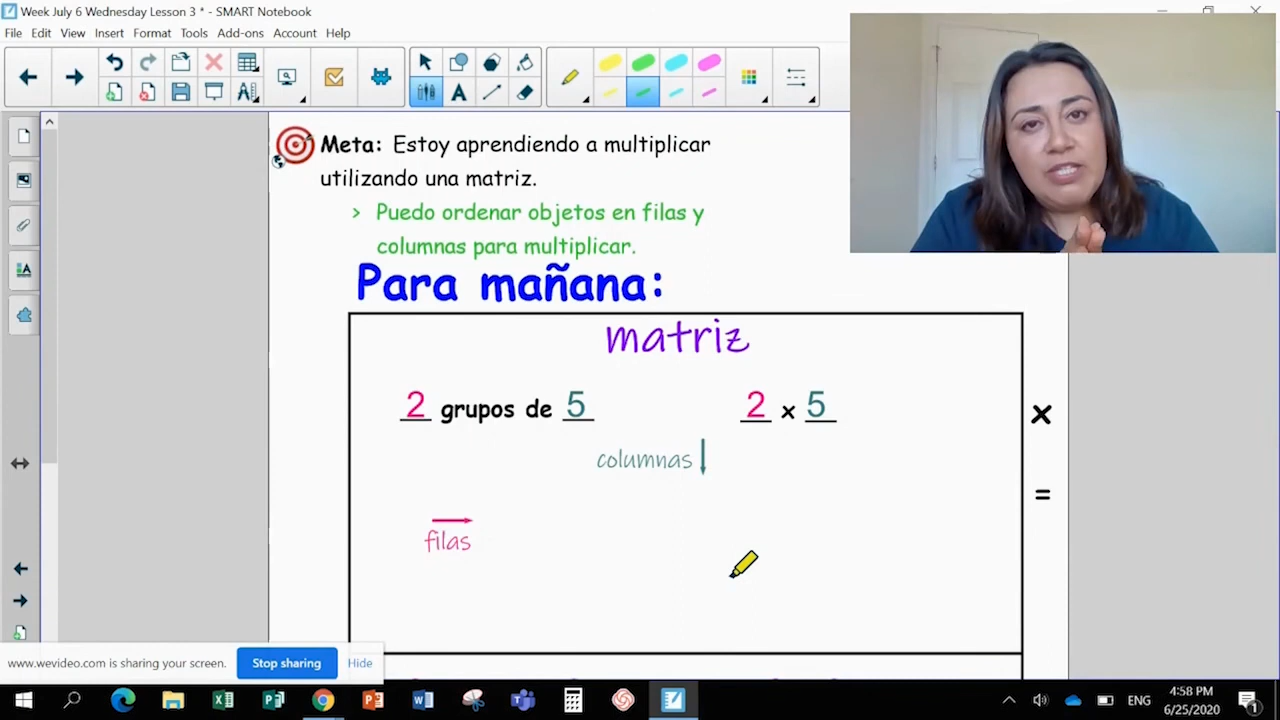 Week July 6 Wednesday Lesson 3 * - SMART Notebook
File Edit View Insert Format Tools Add-ons Account Help
Meta: Estoy aprendiendo a multiplicar
utilizando una matriz.
> Puedo ordenar objetos en filas y
columnas para multiplicar.
Para mañana:
matriz
2 grupos de 5 2 x 5
x
columnas
=
filas
www.wevideo.com is sharing your screen. Stop sharing Hide
ENG
4:58 PM
6/25/2020
1